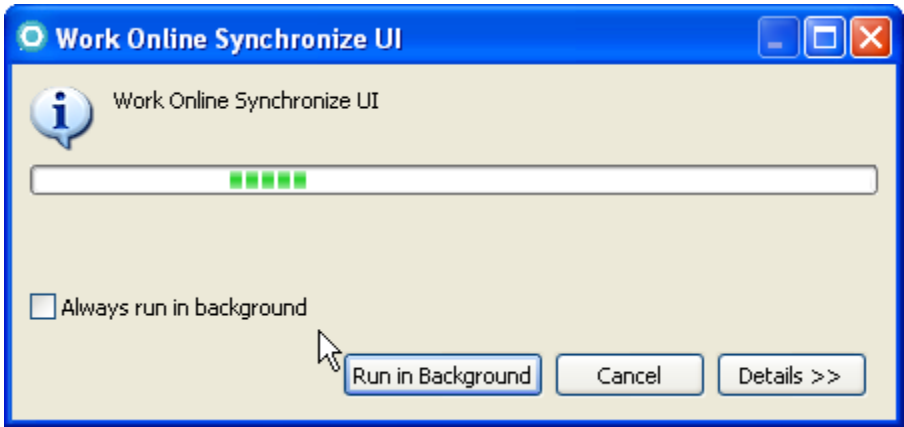 Work Online Synchronize UI
Work Online Synchronize UI
Always run in background
Run in Background
Cancel
Details >>